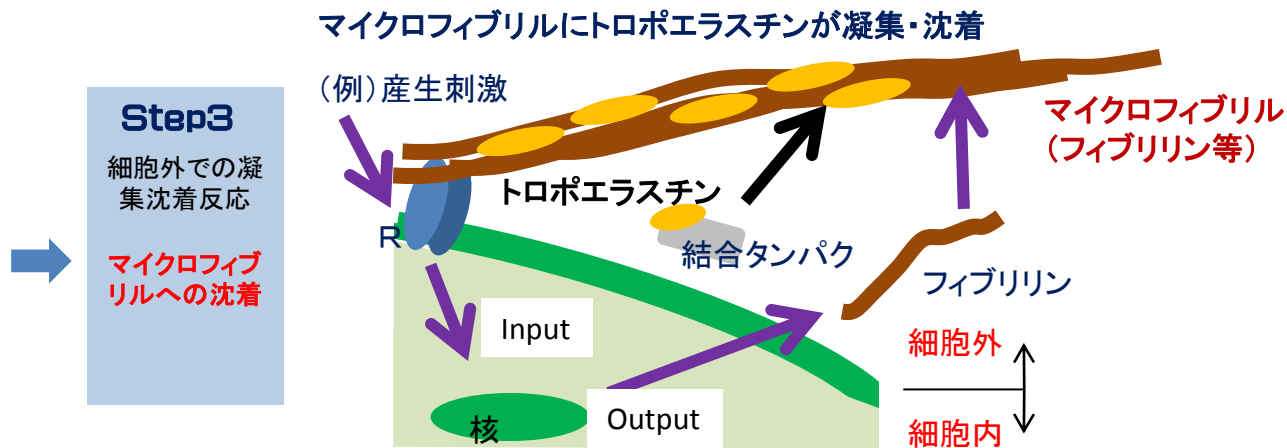 マイクロフィブリルにトロポエラスチンが凝集・沈着
Step3
細胞外での凝
集沈着反応
マイクロフィブ
リルへの沈着
（例）産生刺激
マイクロフィブリル
（フィブリリン等）
トロポエラスチン
R
結合タンパク
フィブリリン
Input
細胞外
Output
核
細胞内